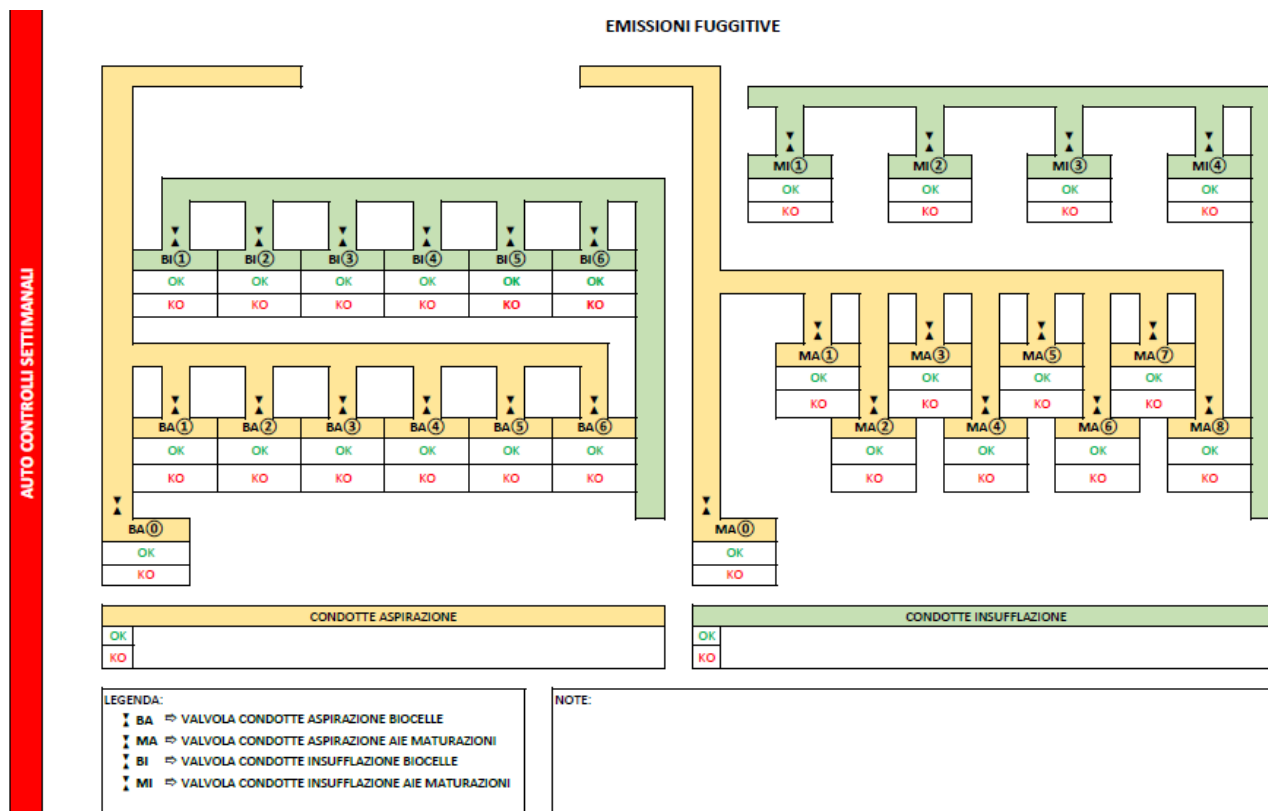 EMISSIONI FUGGITIVE
AUTO CONTROLLI SETTIMANALI
MI① MI② MI③ MI④
OK OK OK OK
KO KO KO KO
BI① BI② BI③ BI④ BI⑤ BI⑥
OK OK OK OK OK OK
KO KO KO KO KO KO
MA① MA③ MA⑤ MA⑦
OK OK OK OK
KO KO KO KO
BA① BA② BA③ BA④ BA⑤ BA⑥
OK OK OK OK OK OK
KO KO KO KO KO KO
MA② MA④ MA⑥ MA⑧
OK OK OK OK
KO KO KO KO
BA⓪
OK
KO
MA⓪
OK
KO
CONDOTTE ASPIRAZIONE
OK
KO
CONDOTTE INSUFFLAZIONE
OK
KO
LEGENDA:
BA ⇨ VALVOLA CONDOTTE ASPIRAZIONE BIOCELLE
MA ⇨ VALVOLA CONDOTTE ASPIRAZIONE AIE MATURAZIONI
BI ⇨ VALVOLA CONDOTTE INSUFFLAZIONE BIOCELLE
MI ⇨ VALVOLA CONDOTTE INSUFFLAZIONE AIE MATURAZIONI
NOTE: